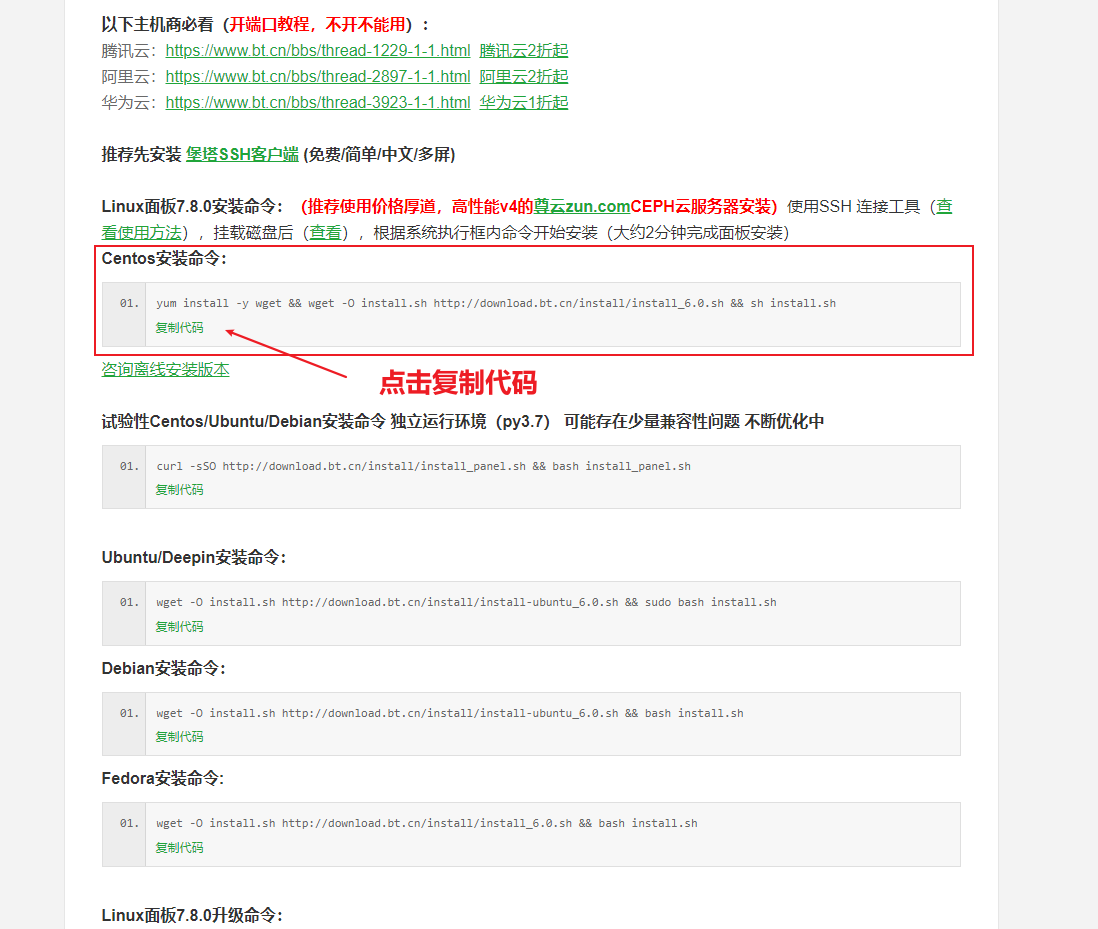 以下主机商必看（开端口教程，不开不能用）：
腾讯云：https://www.bt.cn/bbs/thread-1229-1-1.html 腾讯云2折起
阿里云：https://www.bt.cn/bbs/thread-2897-1-1.html 阿里云2折起
华为云：https://www.bt.cn/bbs/thread-3923-1-1.html 华为云1折起
推荐先安装 堡塔SSH客户端 (免费/简单/中文/多屏)
Linux面板7.8.0安装命令：（推荐使用价格厚道，高性能v4的尊云zun.comCEPH云服务器安装）使用SSH 连接工具（查
看使用方法），挂载磁盘后（查看），根据系统执行框内命令开始安装（大约2分钟完成面板安装）
Centos安装命令：
01. yum install -y wget && wget -O install.sh http://download.bt.cn/install/install_6.0.sh && sh install.sh
复制代码
咨询离线安装版本
点击复制代码
试验性Centos/Ubuntu/Debian安装命令 独立运行环境（py3.7） 可能存在少量兼容性问题 不断优化中
01. curl -sSO http://download.bt.cn/install/install_panel.sh && bash install_panel.sh
复制代码
Ubuntu/Deepin安装命令：
01. wget -O install.sh http://download.bt.cn/install/install-ubuntu_6.0.sh && sudo bash install.sh
复制代码
Debian安装命令：
01. wget -O install.sh http://download.bt.cn/install/install-ubuntu_6.0.sh && bash install.sh
复制代码
Fedora安装命令:
01. wget -O install.sh http://download.bt.cn/install/install_6.0.sh && bash install.sh
复制代码
Linux面板7.8.0升级命令：